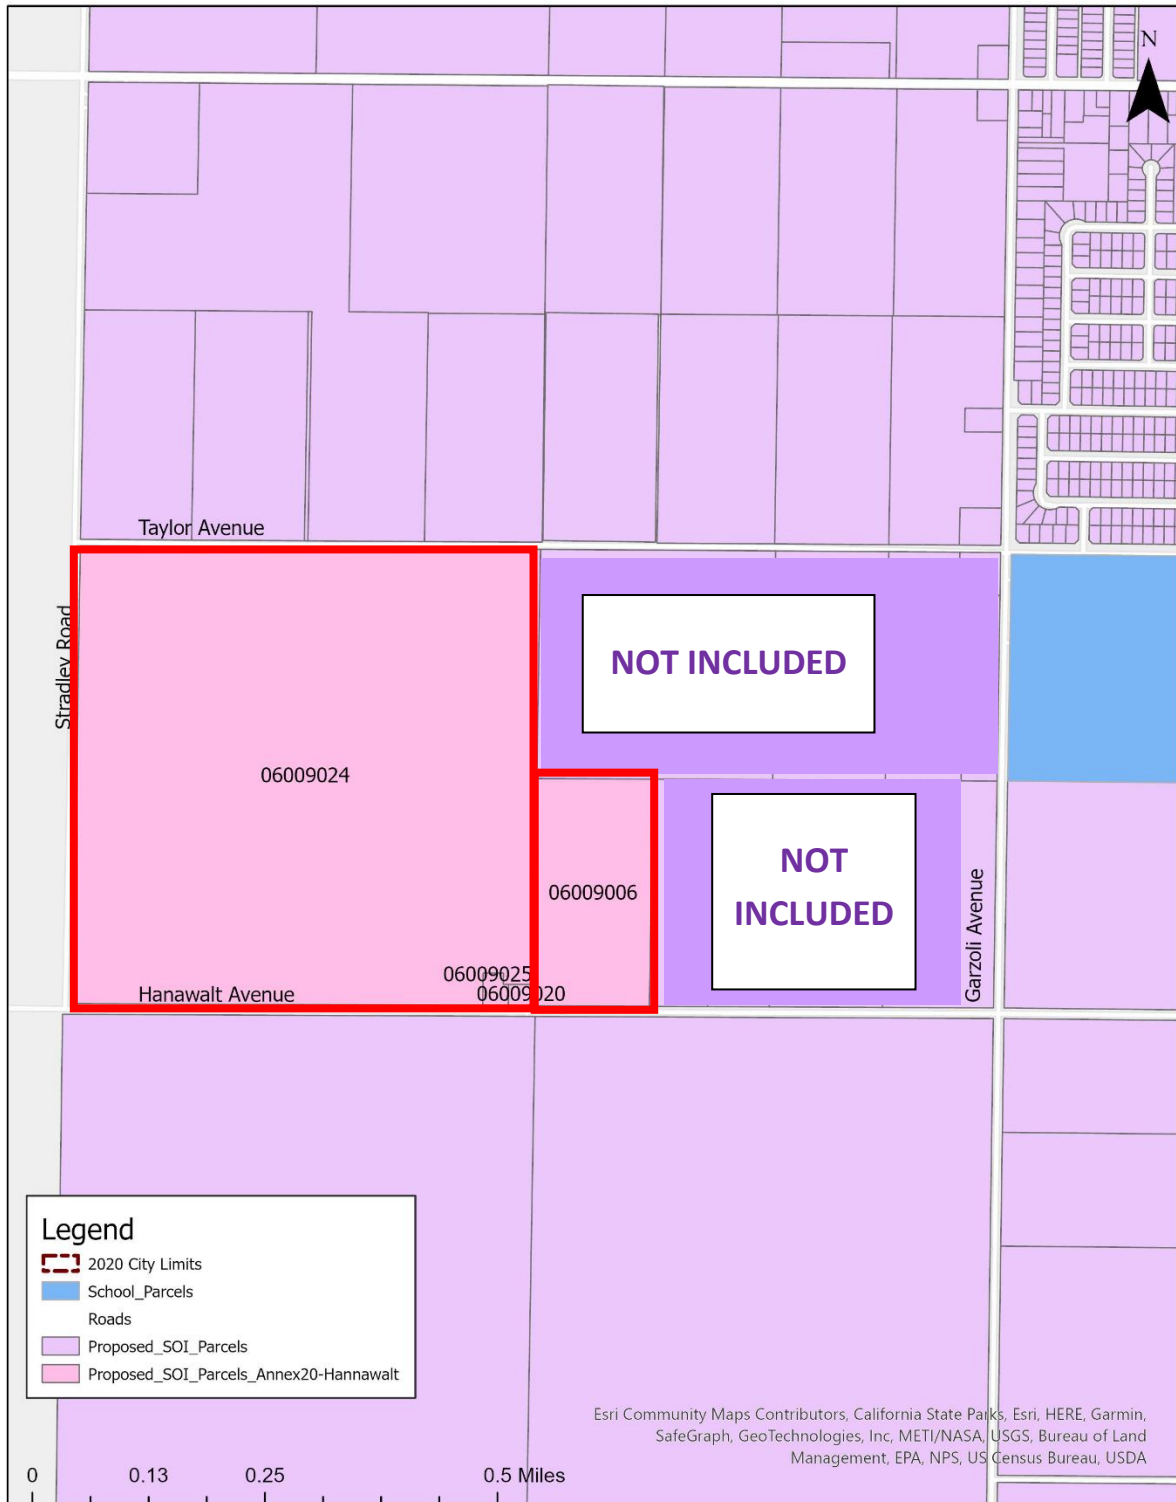 N
Taylor Avenue
Stradley Road
NOT INCLUDED
06009024
NOT
INCLUDED
06009006
Garzoli Avenue
06009025
06009020
Hanawalt Avenue
Legend
2020 City Limits
School_Parcels
Roads
Proposed_SOI_Parcels
Proposed_SOI_Parcels_Annex20-Hannawalt
Esri Community Maps Contributors, California State Parks, Esri, HERE, Garmin,
SafeGraph, GeoTechnologies, Inc, METI/NASA, USGS, Bureau of Land
Management, EPA, NPS, US Census Bureau, USDA
0 0.13 0.25 0.5 Miles